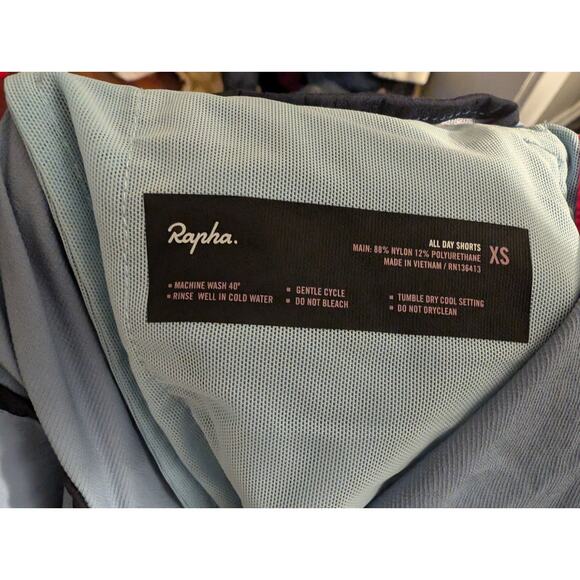 Rapha.
ALL DAY SHORTS
MAIN: 88% NYLON 12% POLYURETHANE
MADE IN VIETNAM / RN136413
XS
▪ MACHINE WASH 40°
▪ RINSE WELL IN COLD WATER
▪ GENTLE CYCLE
▪ DO NOT BLEACH
▪ TUMBLE DRY COOL SETTING
▪ DO NOT DRYCLEAN